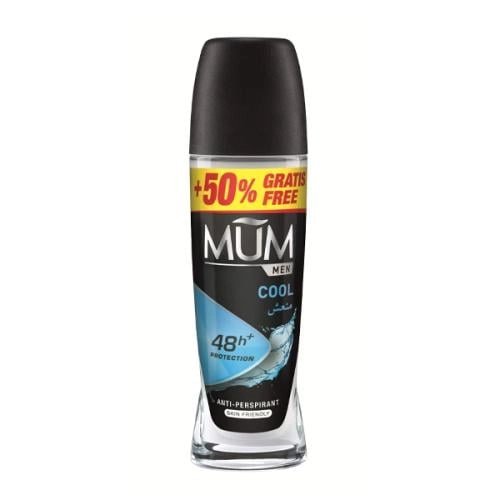 +50% GRATIS
FREE
MUM
MEN
COOL
منعش
48h+
PROTECTION
ANTI-PERSPIRANT
SKIN FRIENDLY